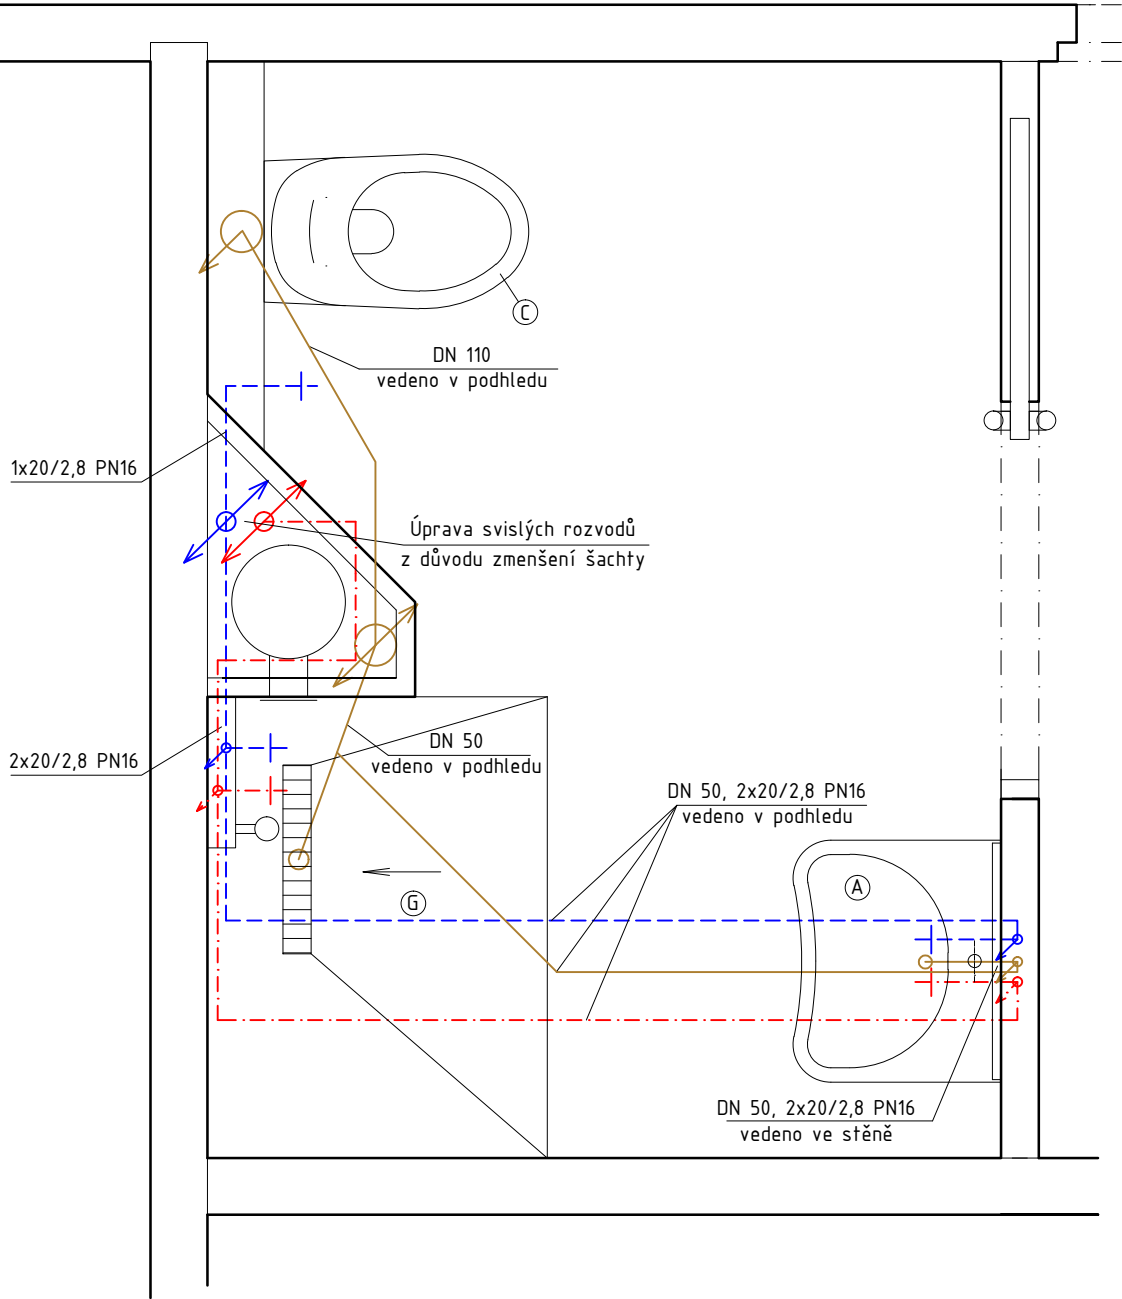 C
DN 110
vedeno v podhledu
1x20/2,8 PN16
Úprava svislých rozvodů
z důvodu zmenšení šachty
DN 50
vedeno v podhledu
2x20/2,8 PN16
DN 50, 2x20/2,8 PN16
vedeno v podhledu
A
G
DN 50, 2x20/2,8 PN16
vedeno ve stěně